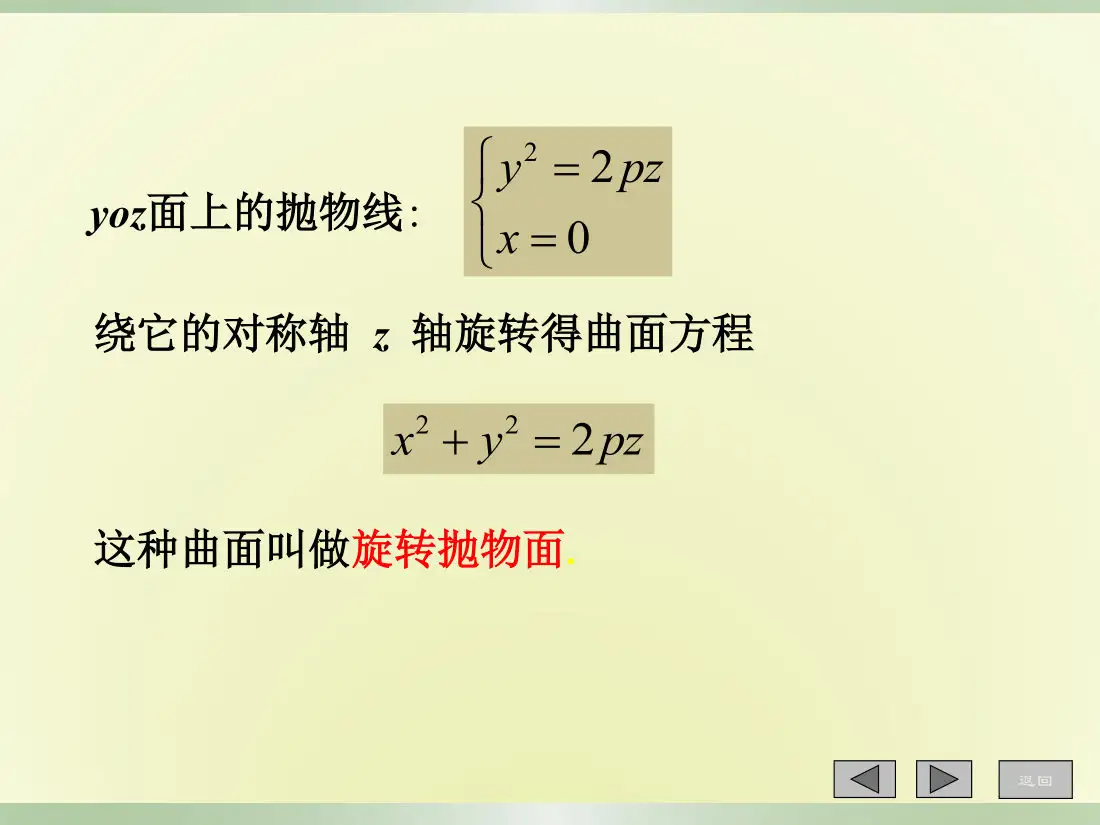 yoz面上的抛物线:
{ y² = 2pz
x = 0
绕它的对称轴 z 轴旋转得曲面方程
x² + y² = 2pz
这种曲面叫做旋转抛物面.
返回